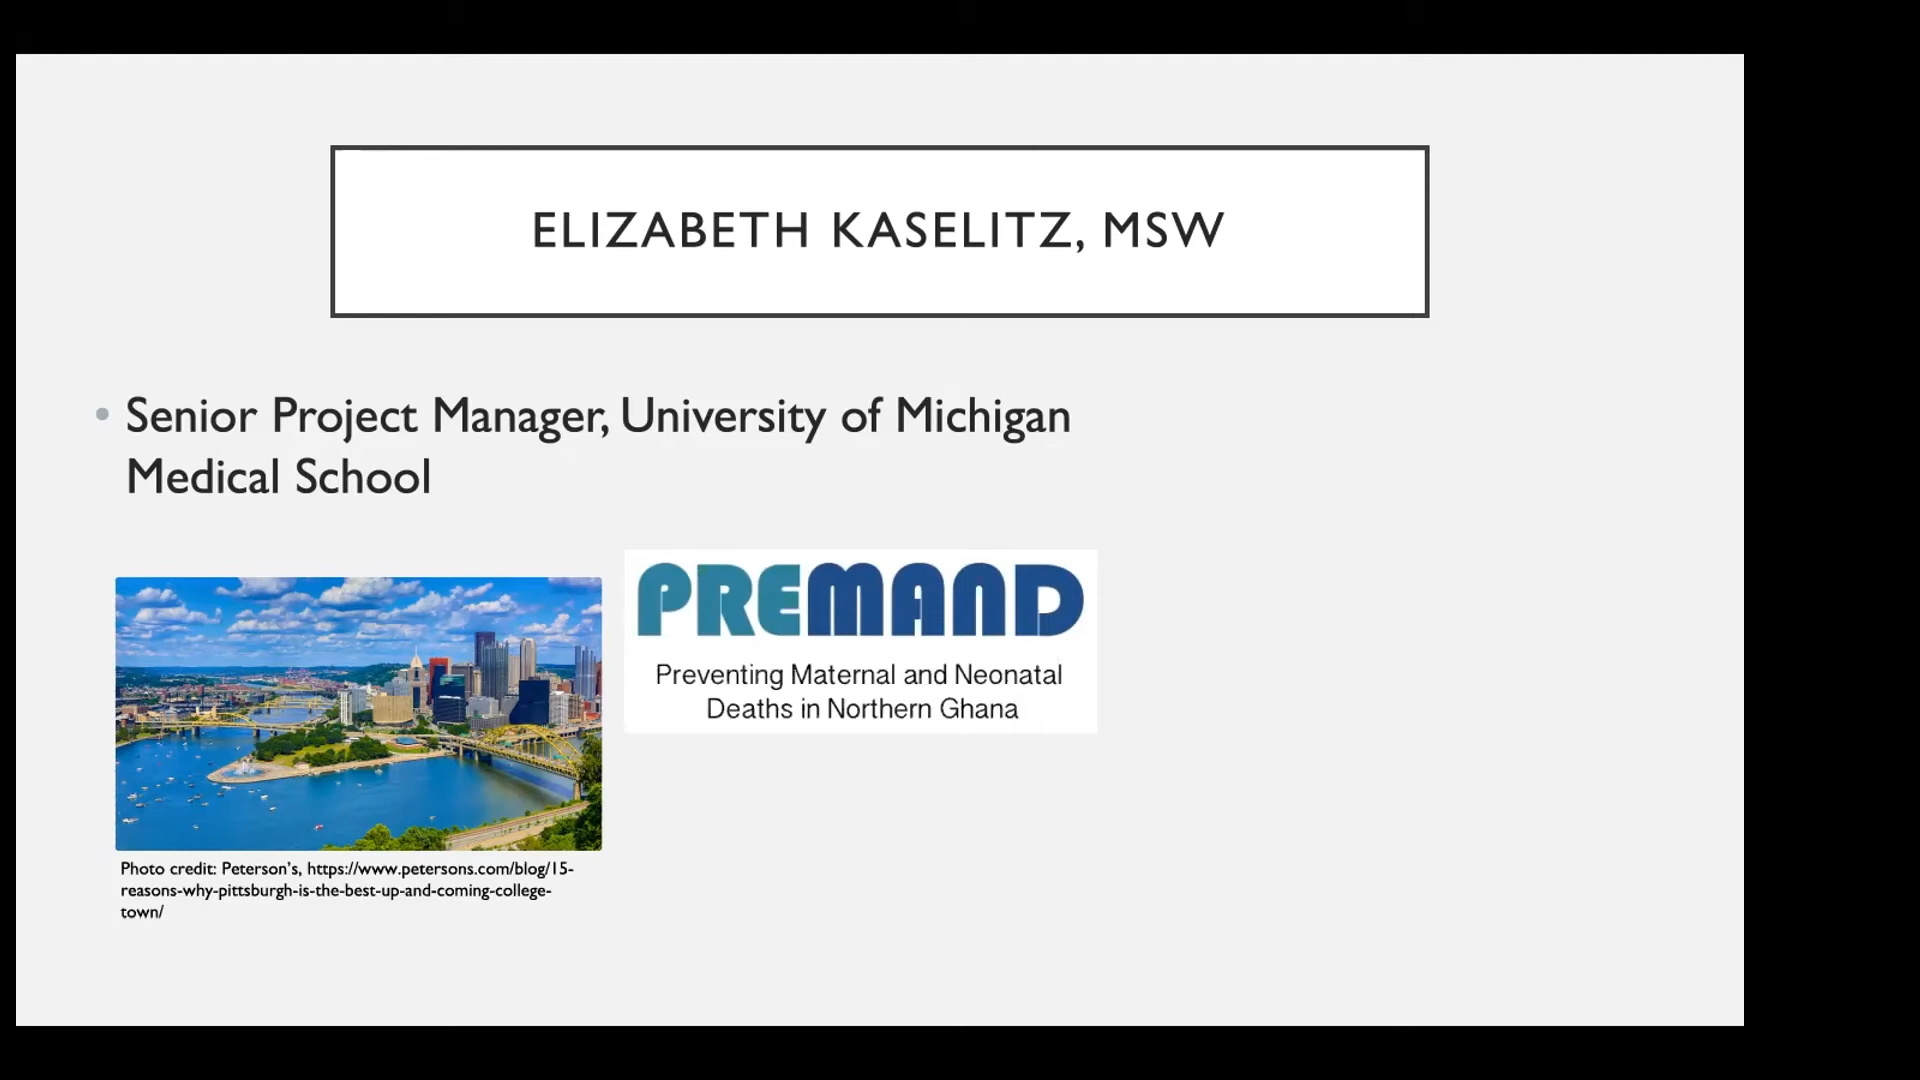 ELIZABETH KASELITZ, MSW
• Senior Project Manager, University of Michigan
Medical School
PREMAND
Preventing Maternal and Neonatal
Deaths in Northern Ghana
Photo credit: Peterson’s, https://www.petersons.com/blog/15-
reasons-why-pittsburgh-is-the-best-up-and-coming-college-
town/